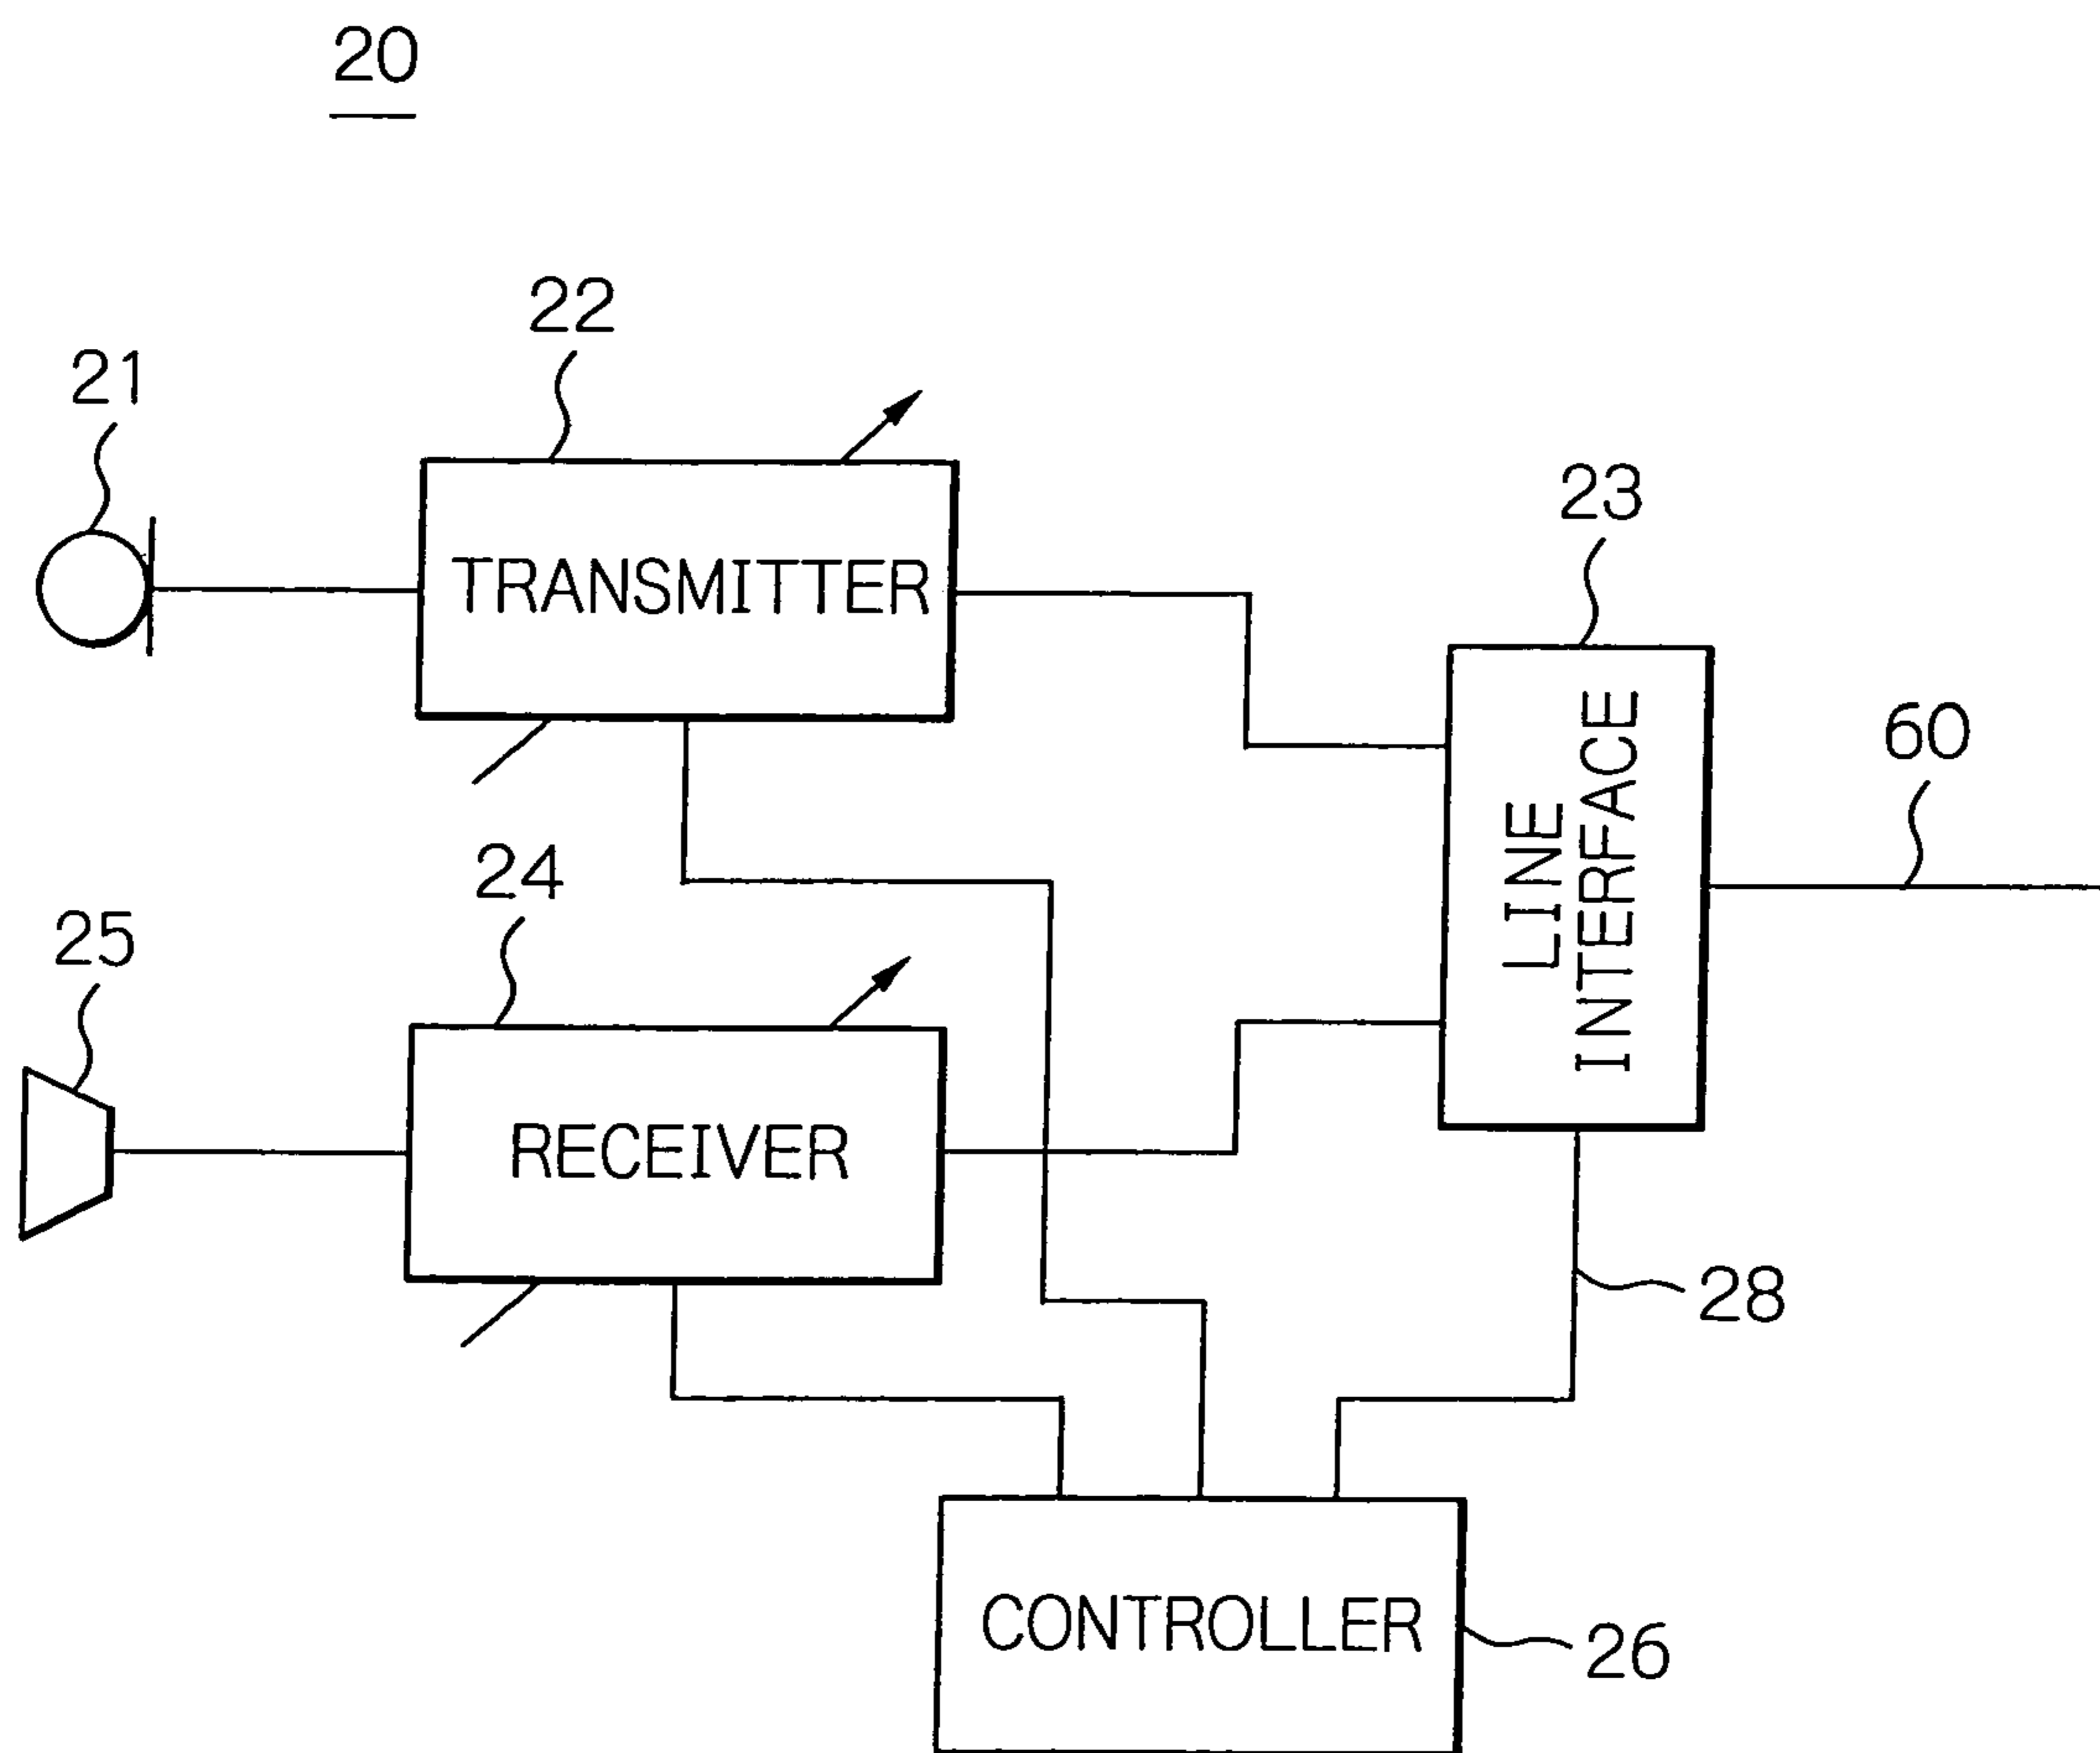 20
22
21
TRANSMITTER
23
LINE
INTERFACE
60
24
25
RECEIVER
28
CONTROLLER
26